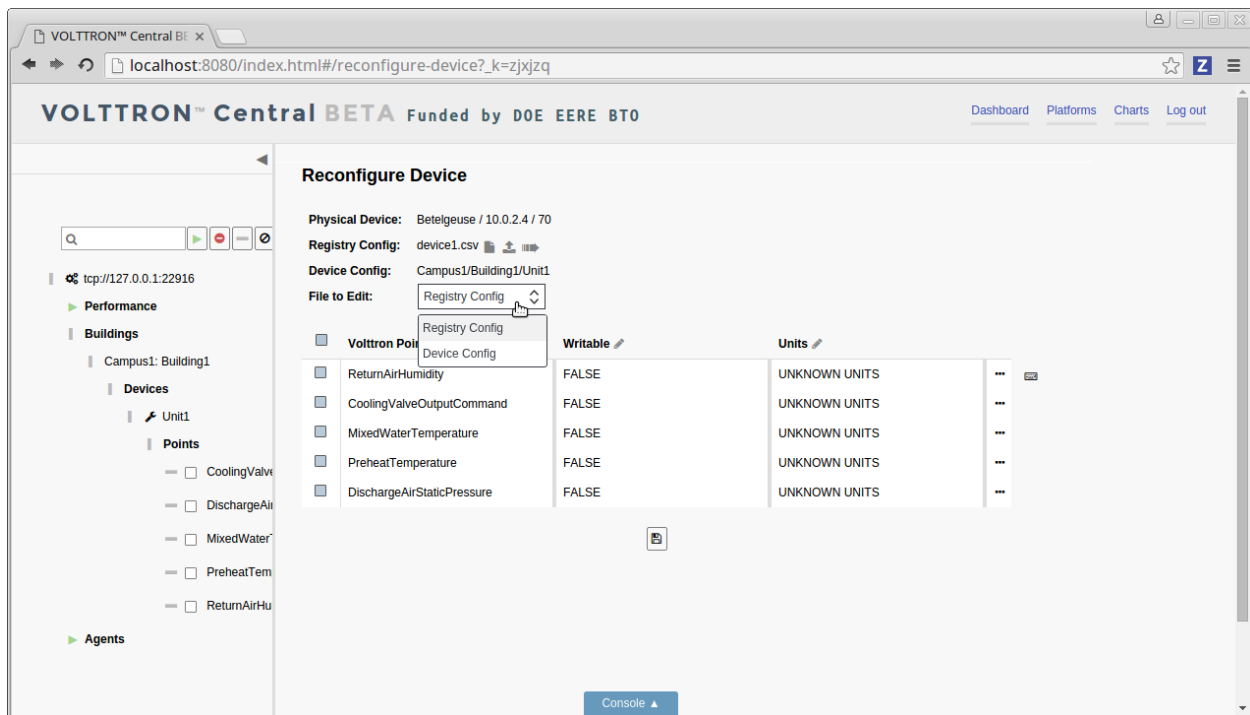 VOLTTRON™ Central BE
localhost:8080/index.html#/reconfigure-device?_k=zjxjzq
Z
VOLTTRON™ Central BETA Funded by DOE EERE BTO
Dashboard Platforms Charts Log out
Reconfigure Device
Physical Device: Betelgeuse / 10.0.2.4 / 70
Registry Config: device1.csv
Device Config: Campus1/Building1/Unit1
File to Edit: Registry Config
Registry Config
Device Config
tcp://127.0.0.1:22916
Performance
Buildings
Campus1: Building1
Devices
Unit1
Points
CoolingValve
DischargeAir
MixedWaterT
PreheatTem
ReturnAirHu
Agents
Volttron Poi Writable Units
ReturnAirHumidity FALSE UNKNOWN UNITS
CoolingValveOutputCommand FALSE UNKNOWN UNITS
MixedWaterTemperature FALSE UNKNOWN UNITS
PreheatTemperature FALSE UNKNOWN UNITS
DischargeAirStaticPressure FALSE UNKNOWN UNITS
Console ▲